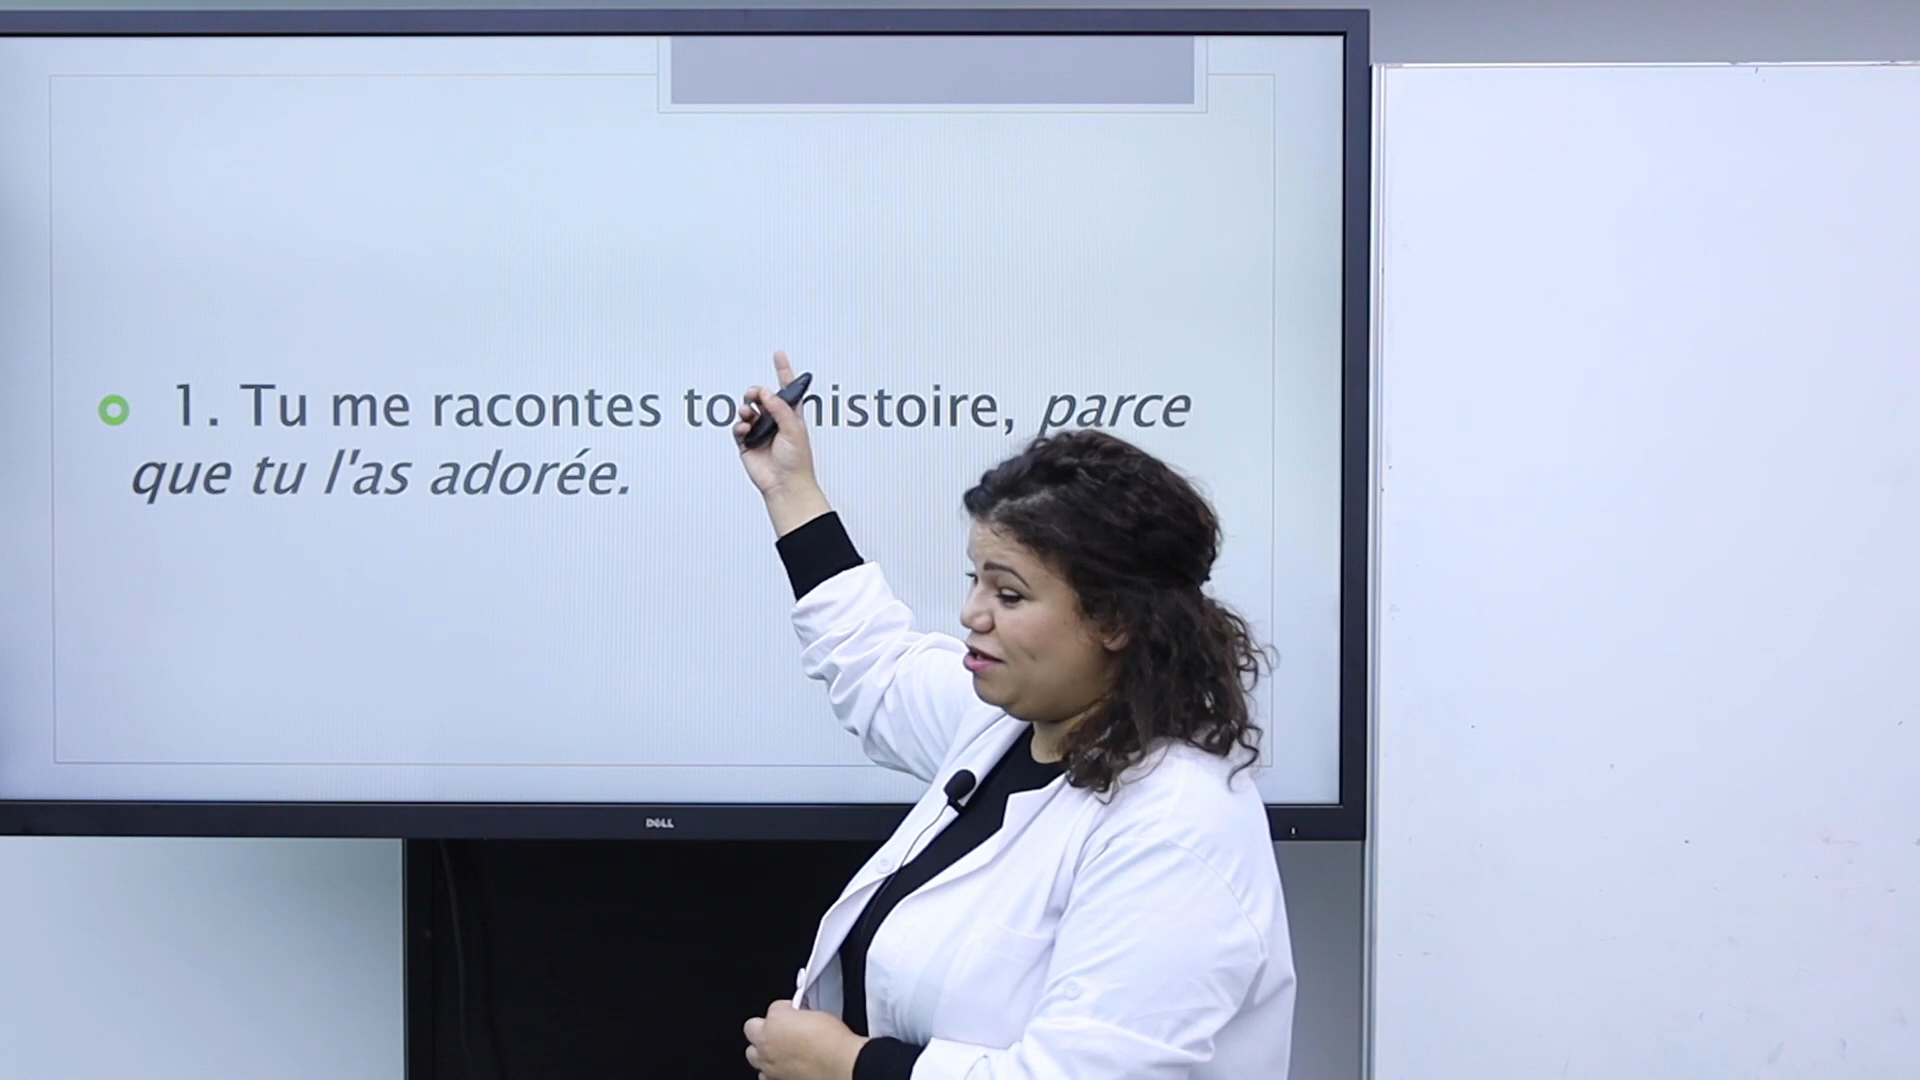 1. Tu me racontes histoire, parce
que tu l'as adorée.
DELL